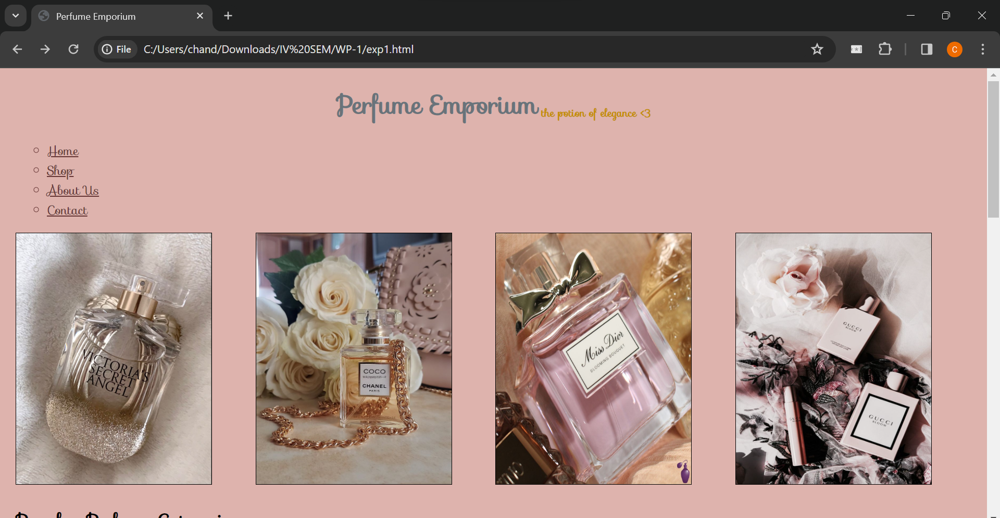 Perfume Emporium
File
C:/Users/chand/Downloads/IV%20SEM/WP-1/exp1.html
C
Perfume Emporium the potion of elegance <3
Home
Shop
About Us
Contact
VICTORIA'S
SECRET
ANGEL
COCO
MADEMOISELLE
CHANEL
PARIS
Miss Dior
BLOOMING BOUQUET
GUCCI
BLOOM
GUCCI
BLOOM